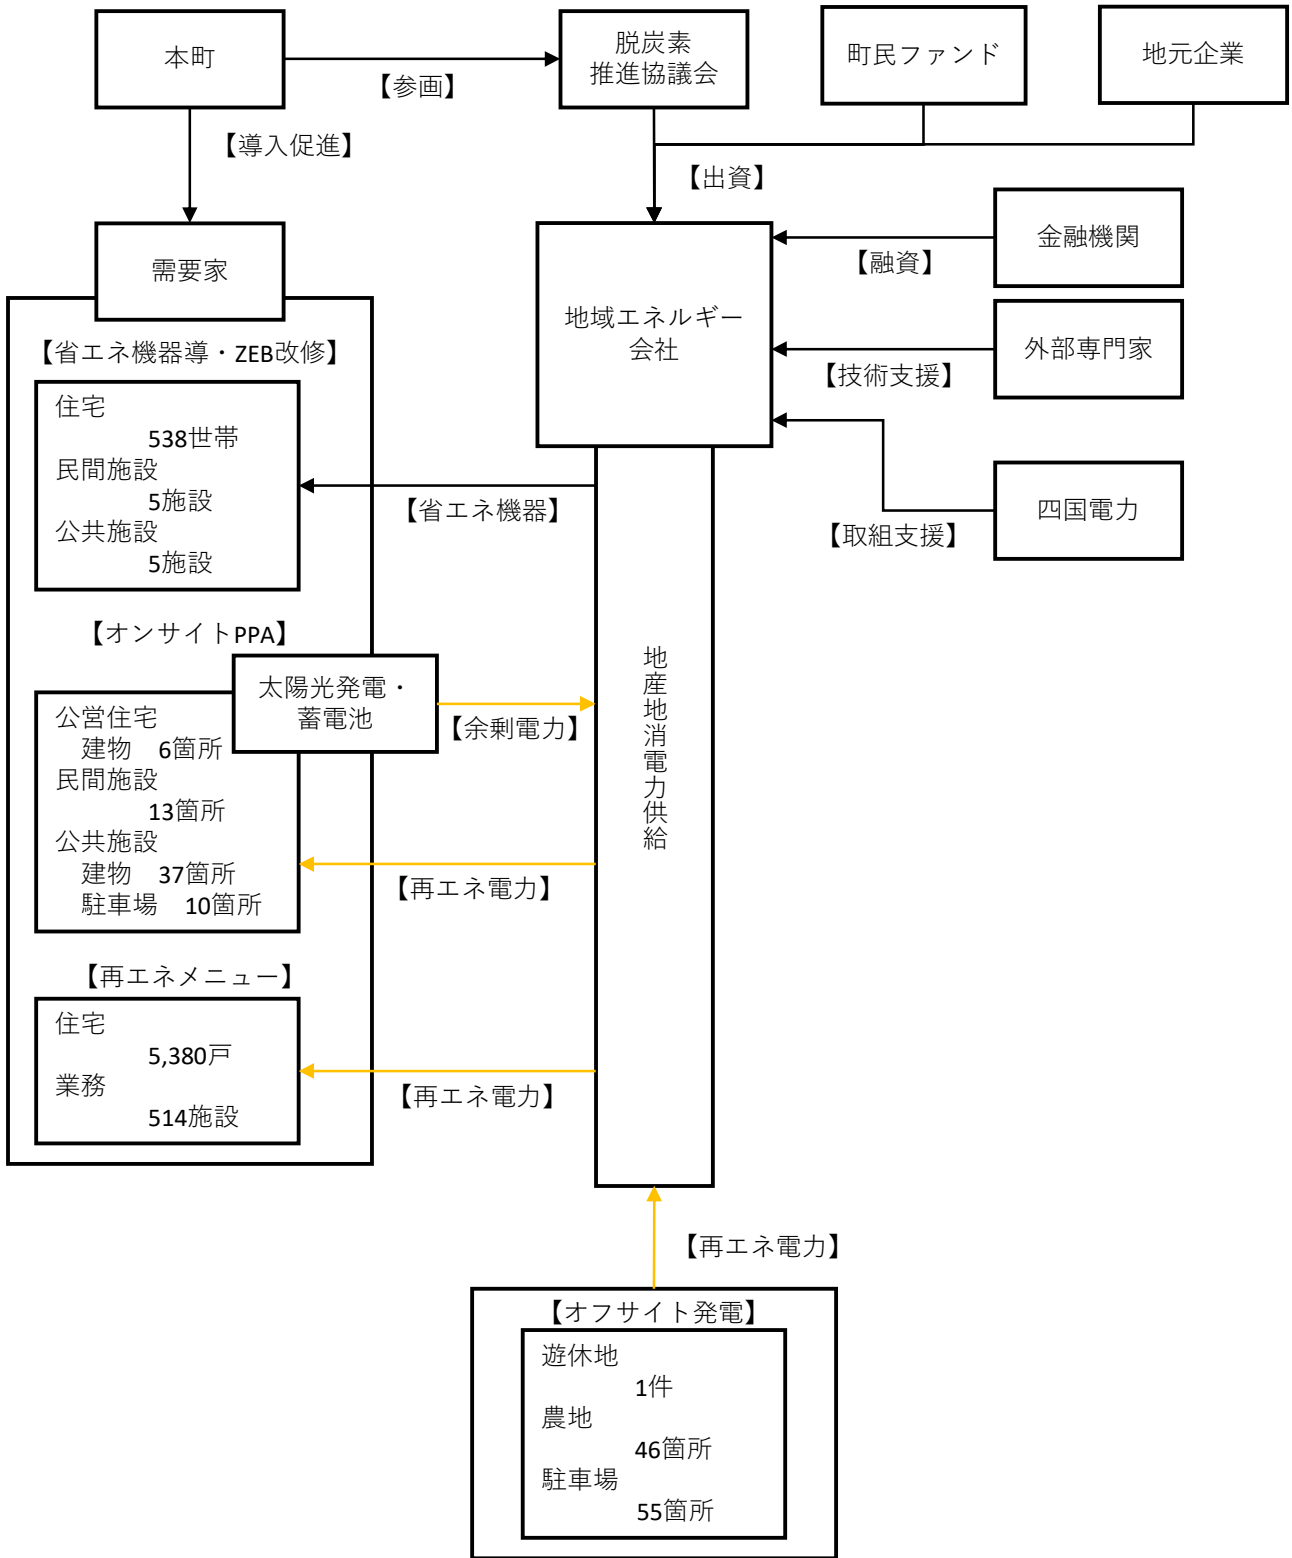 本町
【参画】
脱炭素
推進協議会
町民ファンド
地元企業
【導入促進】
【出資】
需要家
地域エネルギー
会社
金融機関
【融資】
外部専門家
【技術支援】
四国電力
【取組支援】
【省エネ機器導・ZEB改修】
住宅
538世帯
民間施設
5施設
公共施設
5施設
【省エネ機器】
【オンサイトPPA】
太陽光発電・
蓄電池
【余剰電力】
公営住宅
建物 6箇所
民間施設
13箇所
公共施設
建物 37箇所
駐車場 10箇所
【再エネ電力】
地産地消電力供給
【再エネメニュー】
住宅
5,380戸
業務
514施設
【再エネ電力】
【再エネ電力】
【オフサイト発電】
遊休地
1件
農地
46箇所
駐車場
55箇所